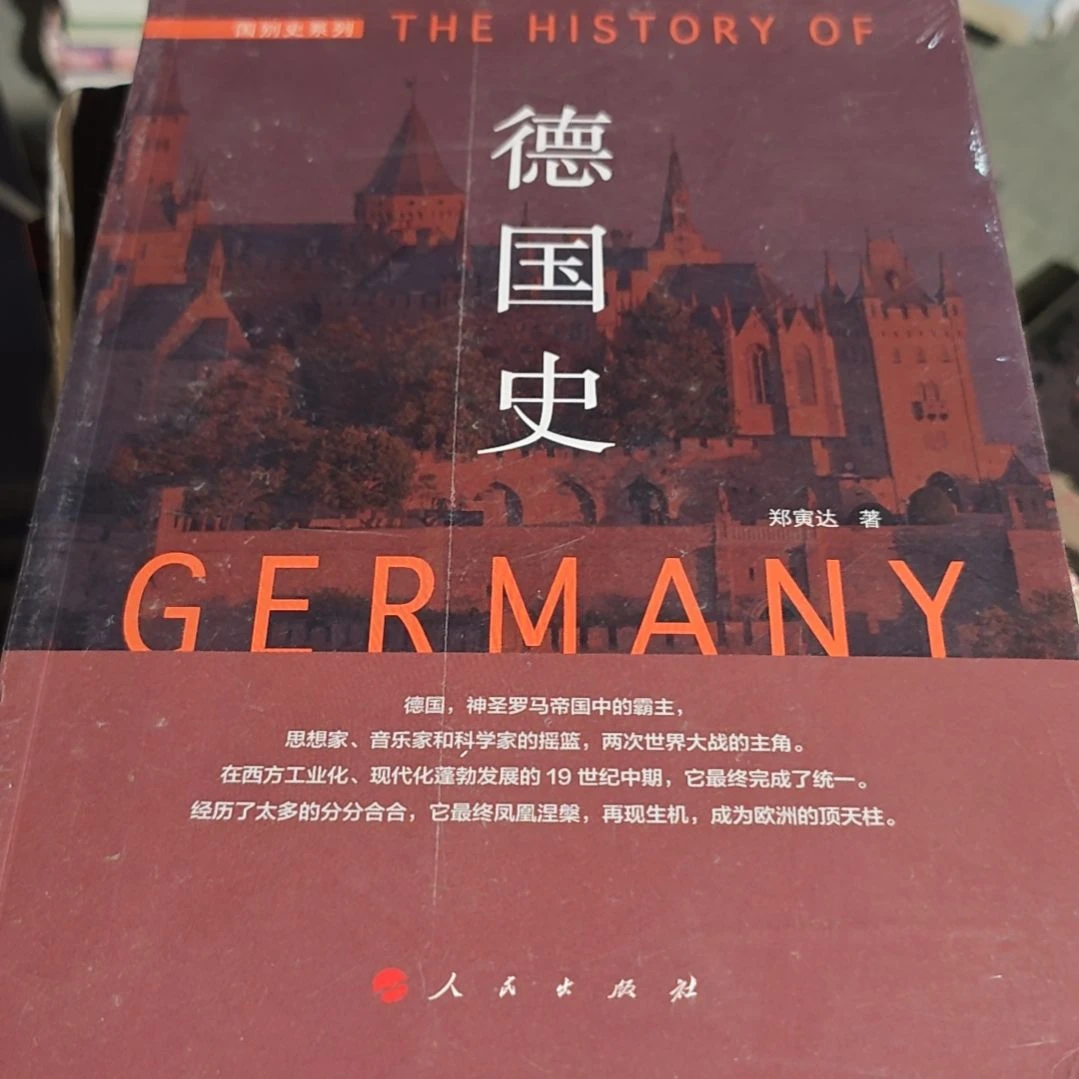 国别史系列
THE HISTORY OF
德国史
郑寅达 著
GERMANY
德国，神圣罗马帝国中的霸主，
思想家、音乐家和科学家的摇篮，两次世界大战的主角。
在西方工业化、现代化蓬勃发展的19世纪中期，它最终完成了统一。
经历了太多的分分合合，它最终凤凰涅槃，再现生机，成为欧洲的顶天柱。
人民出版社